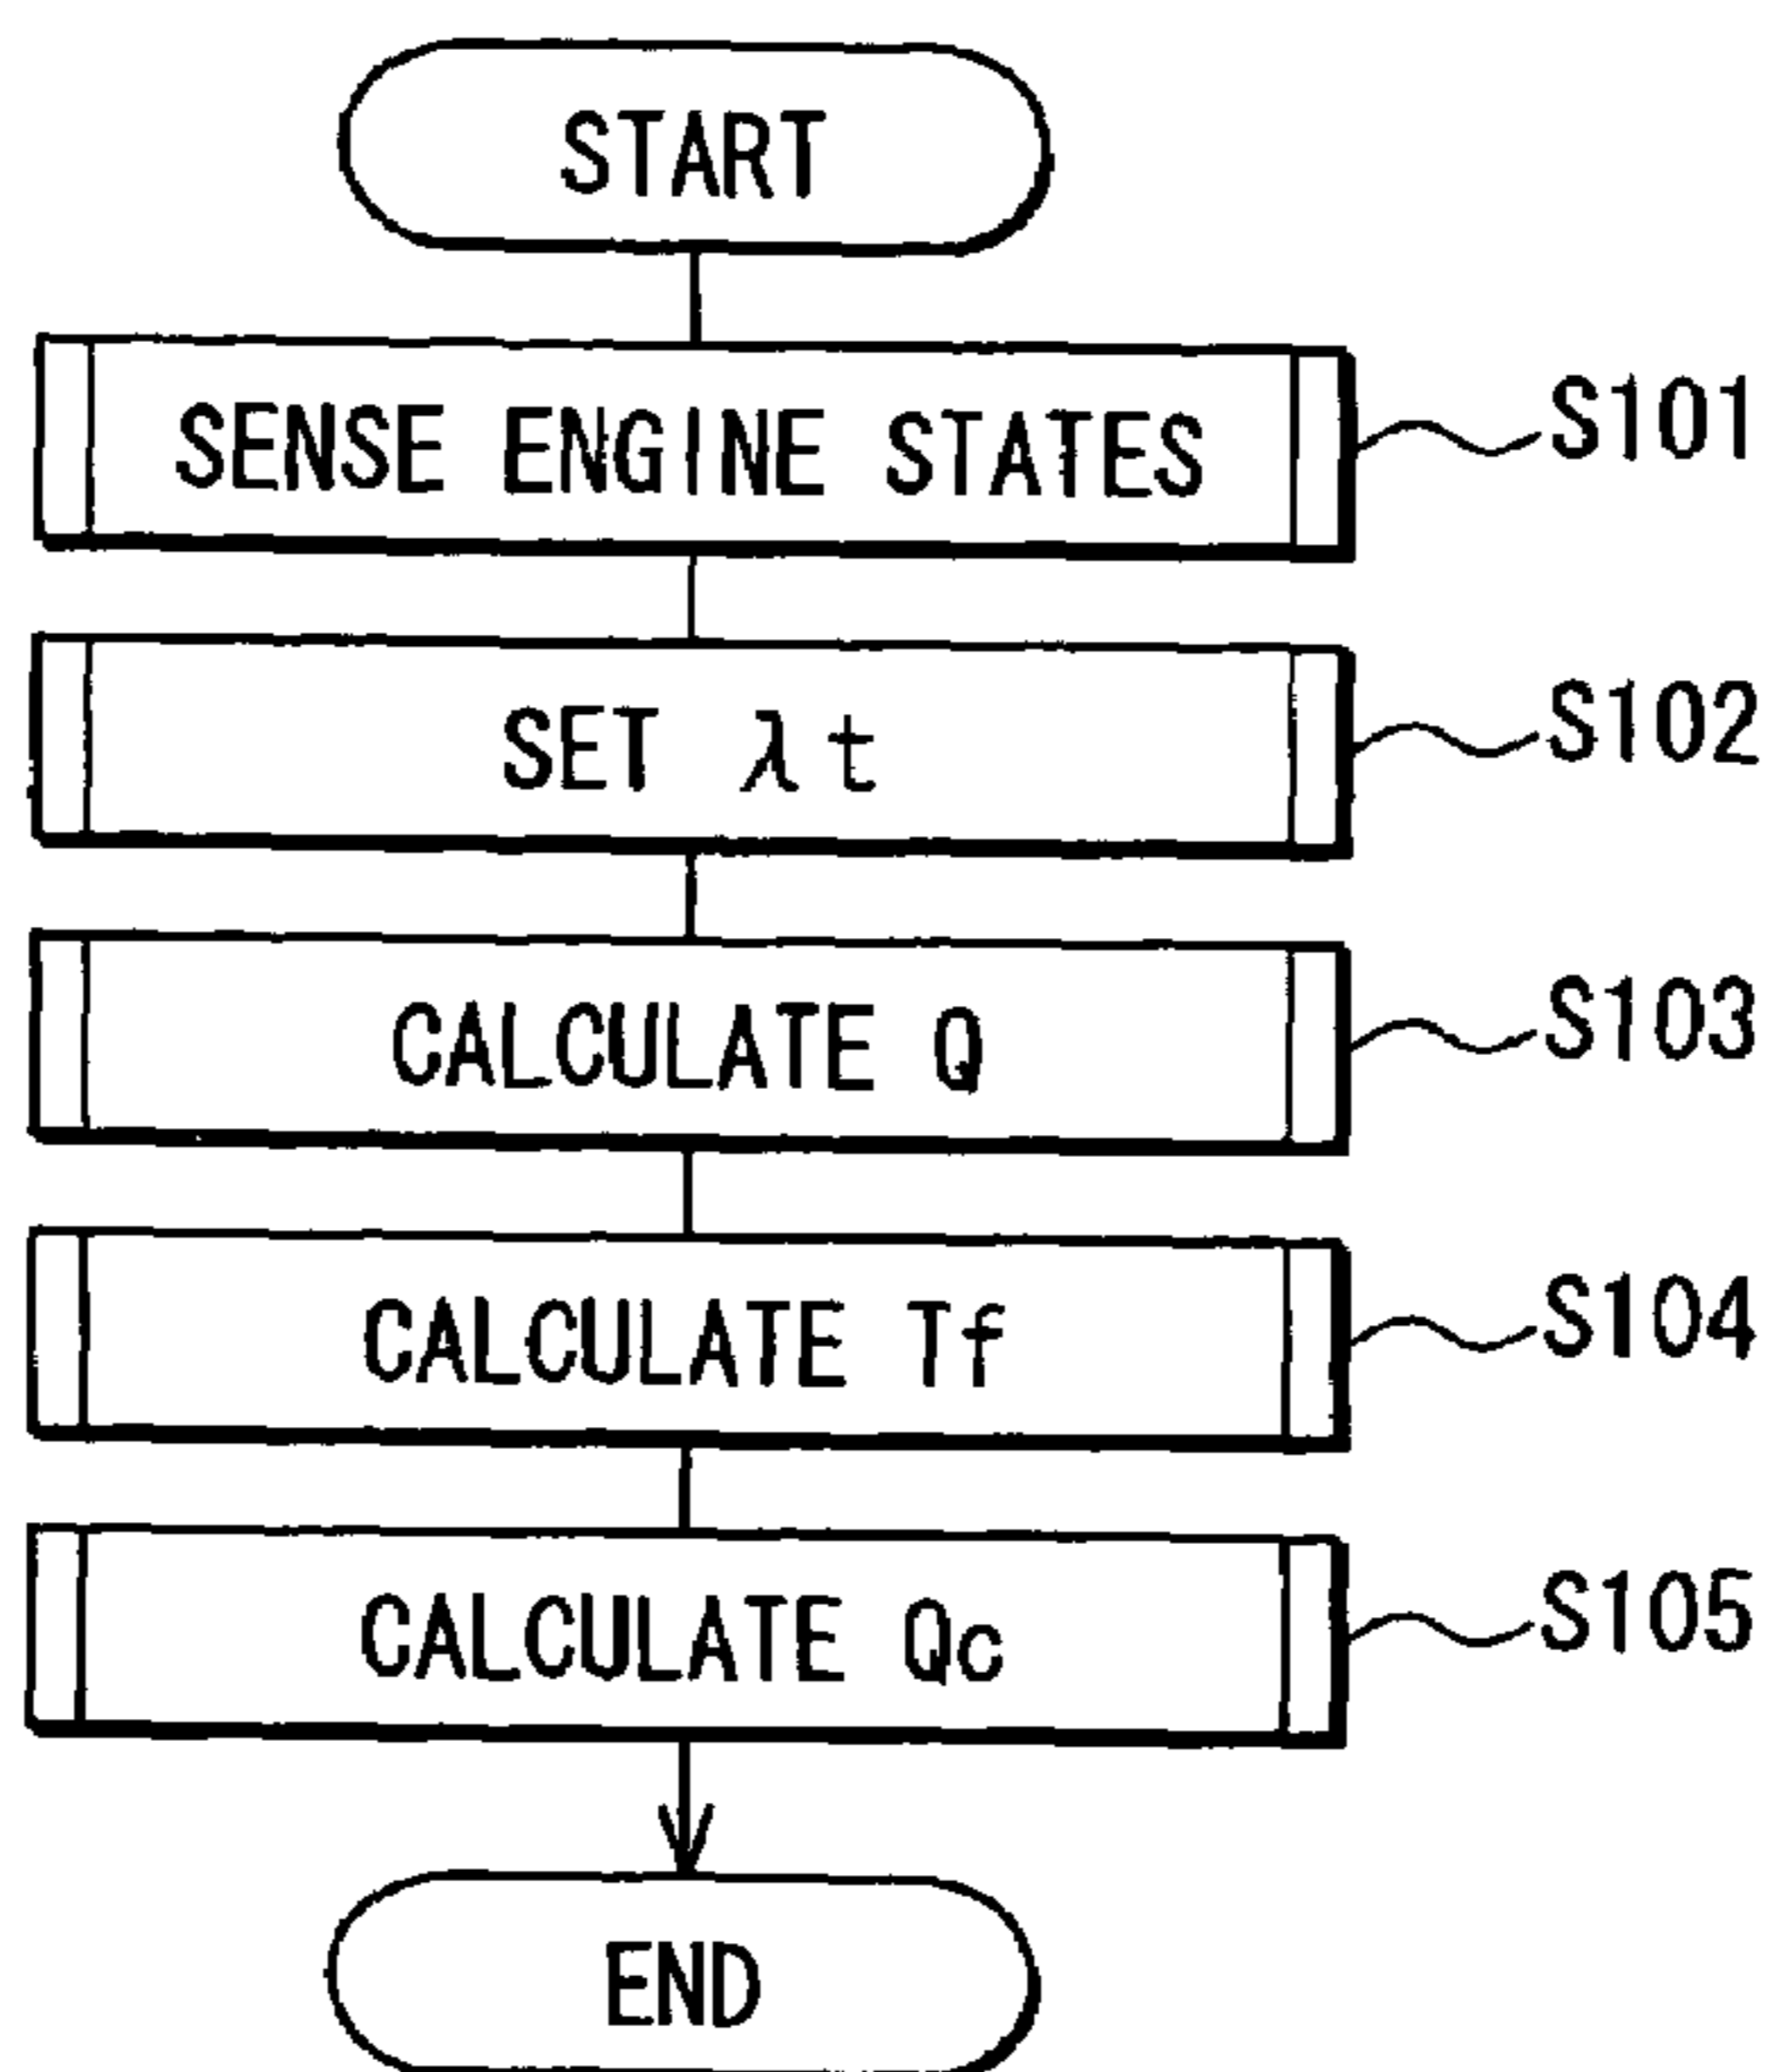 START
SENSE ENGINE STATES S101
SET λt S102
CALCULATE Q S103
CALCULATE Tf S104
CALCULATE Qc S105
END